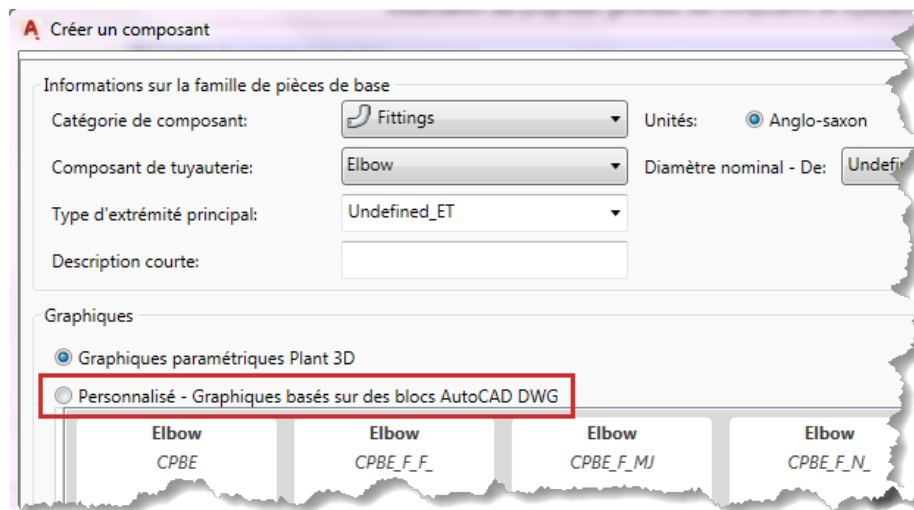 Créer un composant
Informations sur la famille de pièces de base
Catégorie de composant: Fittings Unités: Anglo-saxon
Composant de tuyauterie: Elbow Diamètre nominal - De:
Type d'extrémité principal: Undefined_ET
Description courte:
Graphiques
Graphiques paramétriques Plant 3D
Personnalisé - Graphiques basés sur des blocs AutoCAD DWG
Elbow Elbow Elbow Elbow
CPBE CPBE_F_F_ CPBE_F_MJ CPBE_F_N_